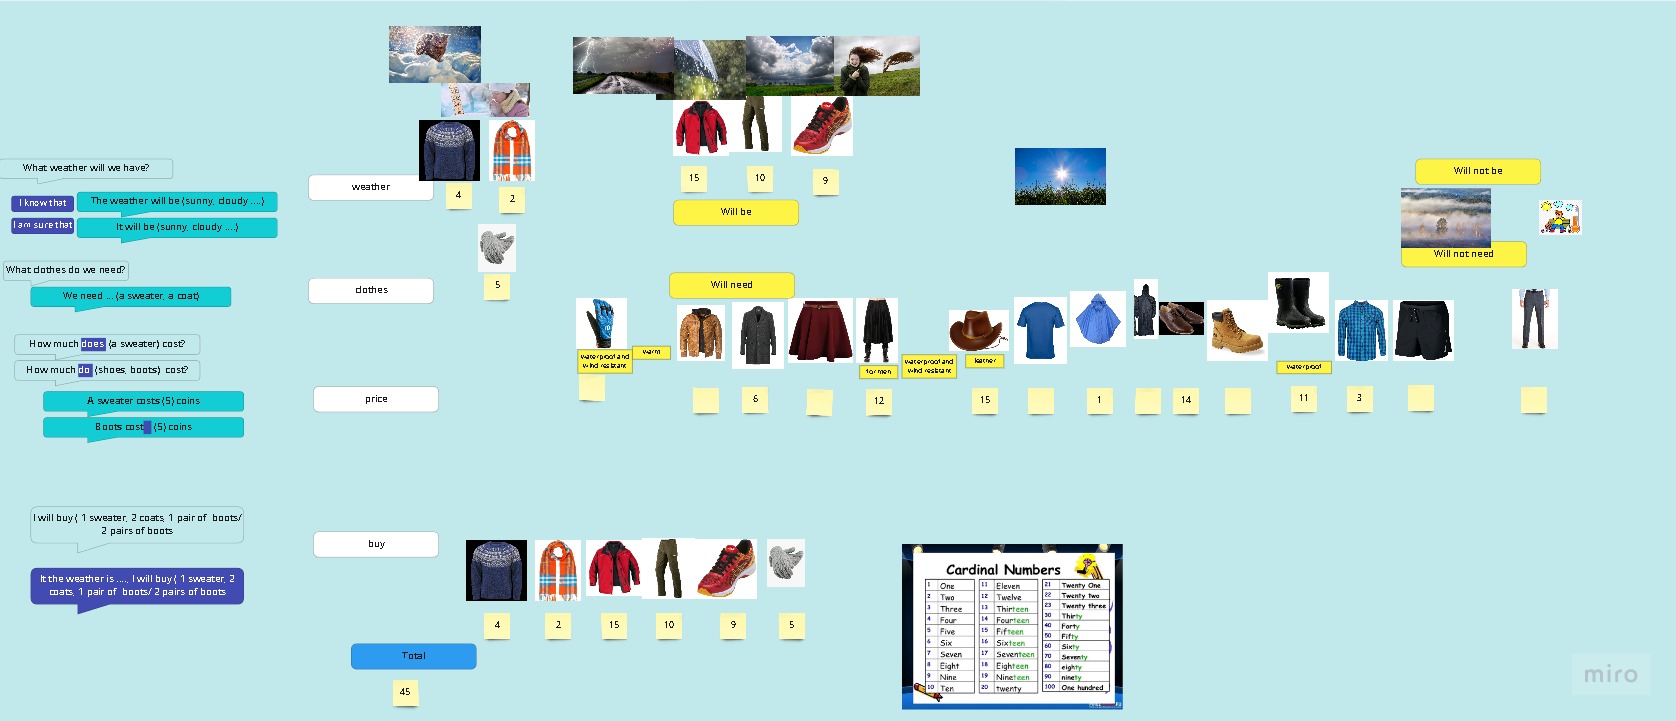 What weather will we have?
I know that
The weather will be (sunny, cloudy ....)
I am sure that
It will be (sunny, cloudy ....)
What clothes do we need?
We need ... (a sweater, a coat)
How much does (a sweater) cost?
How much do (shoes, boots) cost?
A sweater costs (5) coins
Boots cost (5) coins
I will buy ( 1 sweater, 2 coats, 1 pair of boots/
2 pairs of boots
It the weather is ...., I will buy ( 1 sweater, 2
coats, 1 pair of boots/ 2 pairs of boots
weather
clothes
price
buy
Total
45
4
2
5
15
10
9
Will be
Will need
Will not be
Will not need
waterproof and
wind resistant
warm
for men
waterproof and
wind resistant
leather
waterproof
6
12
15
1
14
11
3
4
2
15
10
9
5
Cardinal Numbers
1 One
2 Two
3 Three
4 Four
5 Five
6 Six
7 Seven
8 Eight
9 Nine
10 Ten
11 Eleven
12 Twelve
13 Thirteen
14 Fourteen
15 Fifteen
16 Sixteen
17 Seventeen
18 Eighteen
19 Nineteen
20 twenty
21 Twenty One
22 Twenty two
23 Twenty three
30 Thirty
40 Forty
50 Fifty
60 Sixty
70 Seventy
80 eighty
90 ninety
100 One hundred
miro